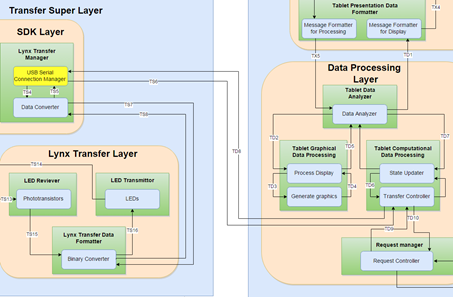 Transfer Super Layer
SDK Layer
Lynx Transfer
Manager
USB Serial
Connection Manager
TS4
TS5
Data Converter
TS6
TS7
TS8
Lynx Transfer Layer
TS14
LED Reviever
Phototransistors
TS13
LED Transmittor
LEDs
TS15
TS16
Lynx Transfer Data
Formatter
Binary Converter
Tablet Presentation Data
Formatter
Message Formatter
for Processing
Message Formatter
for Display
TX4
TX5
TD1
Data Processing
Layer
Tablet Data
Analyzer
Data Analyzer
TD2
TD5
TD7
Tablet Graphical
Data Processing
Process Display
TD3
TD4
Generate graphics
Tablet Computational
Data Processing
State Updater
TD6
Transfer Controller
TD8
TD9
TD10
Request manager
Request Controller